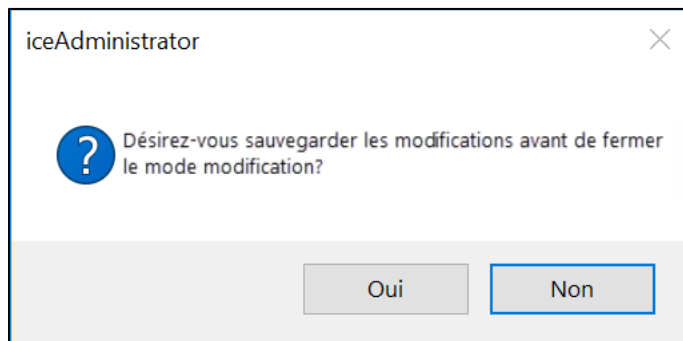 iceAdministrator
Désirez-vous sauvegarder les modifications avant de fermer
le mode modification?
Oui
Non